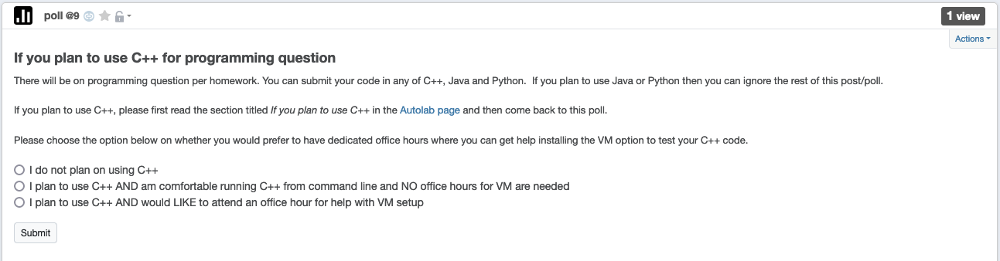 poll @9
1 view
Actions
If you plan to use C++ for programming question
There will be on programming question per homework. You can submit your code in any of C++, Java and Python.  If you plan to use Java or Python then you can ignore the rest of this post/poll.
If you plan to use C++, please first read the section titled If you plan to use C++ in the Autolab page and then come back to this poll.
Please choose the option below on whether you would prefer to have dedicated office hours where you can get help installing the VM option to test your C++ code.
I do not plan on using C++
I plan to use C++ AND am comfortable running C++ from command line and NO office hours for VM are needed
I plan to use C++ AND would LIKE to attend an office hour for help with VM setup
Submit